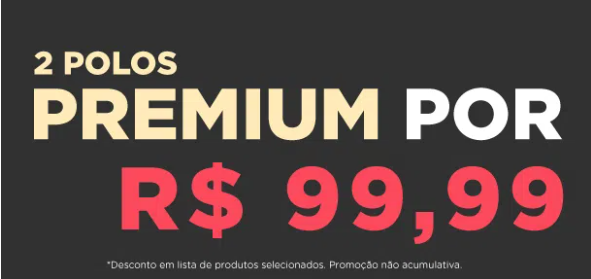 2 POLOS
PREMIUM POR
R$ 99,99
*Desconto em lista de produtos selecionados. Promoção não acumulativa.